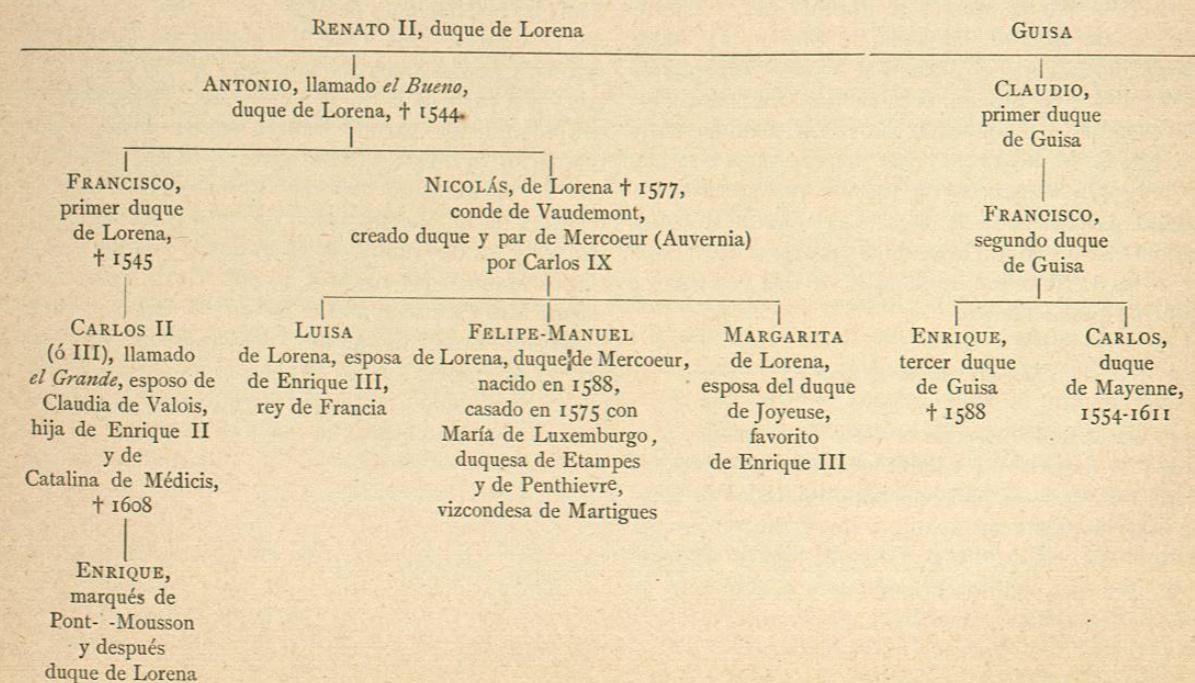 RENATO II, duque de Lorena
GUISA
ANTONIO, llamado el Bueno,
duque de Lorena, † 1544.
CLAUDIO,
primer duque
de Guisa
FRANCISCO,
primer duque
de Lorena,
† 1545
NICOLÁS, de Lorena † 1577,
conde de Vaudemont,
creado duque y par de Mercoeur (Auvernia)
por Carlos IX
FRANCISCO,
segundo duque
de Guisa
CARLOS II
(ó III), llamado
el Grande, esposo de
Claudia de Valois,
hija de Enrique II
y de
Catalina de Médicis,
† 1608
LUISA
de Lorena, esposa
de Enrique III,
rey de Francia
FELIPE-MANUEL
de Lorena, duque de Mercoeur,
nacido en 1588,
casado en 1575 con
María de Luxemburgo,
duquesa de Etampes
y de Penthievre,
vizcondesa de Martigues
MARGARITA
de Lorena,
esposa del duque
de Joyeuse,
favorito
de Enrique III
ENRIQUE,
tercer duque
de Guisa
† 1588
CARLOS,
duque
de Mayenne,
1554-1611
ENRIQUE,
marqués de
Pont- -Mousson
y después
duque de Lorena